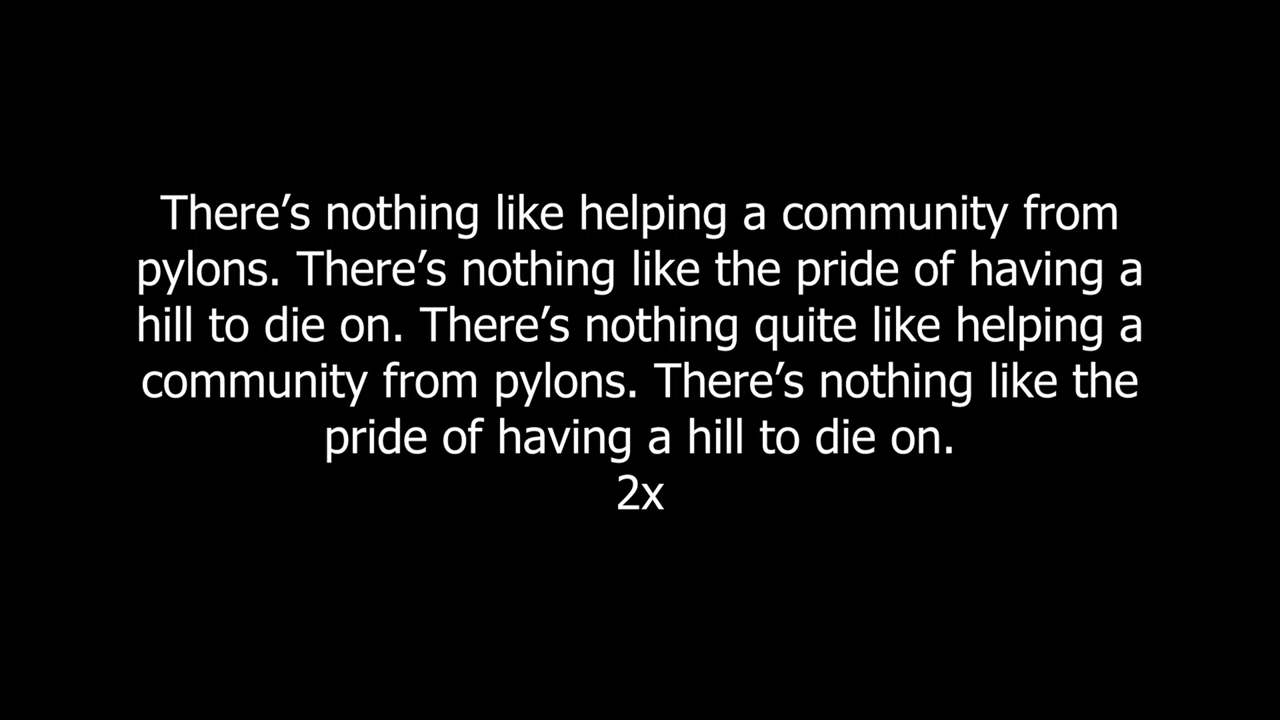 There’s nothing like helping a community from
pylons. There’s nothing like the pride of having a
hill to die on. There’s nothing quite like helping a
community from pylons. There’s nothing like the
pride of having a hill to die on.
2x